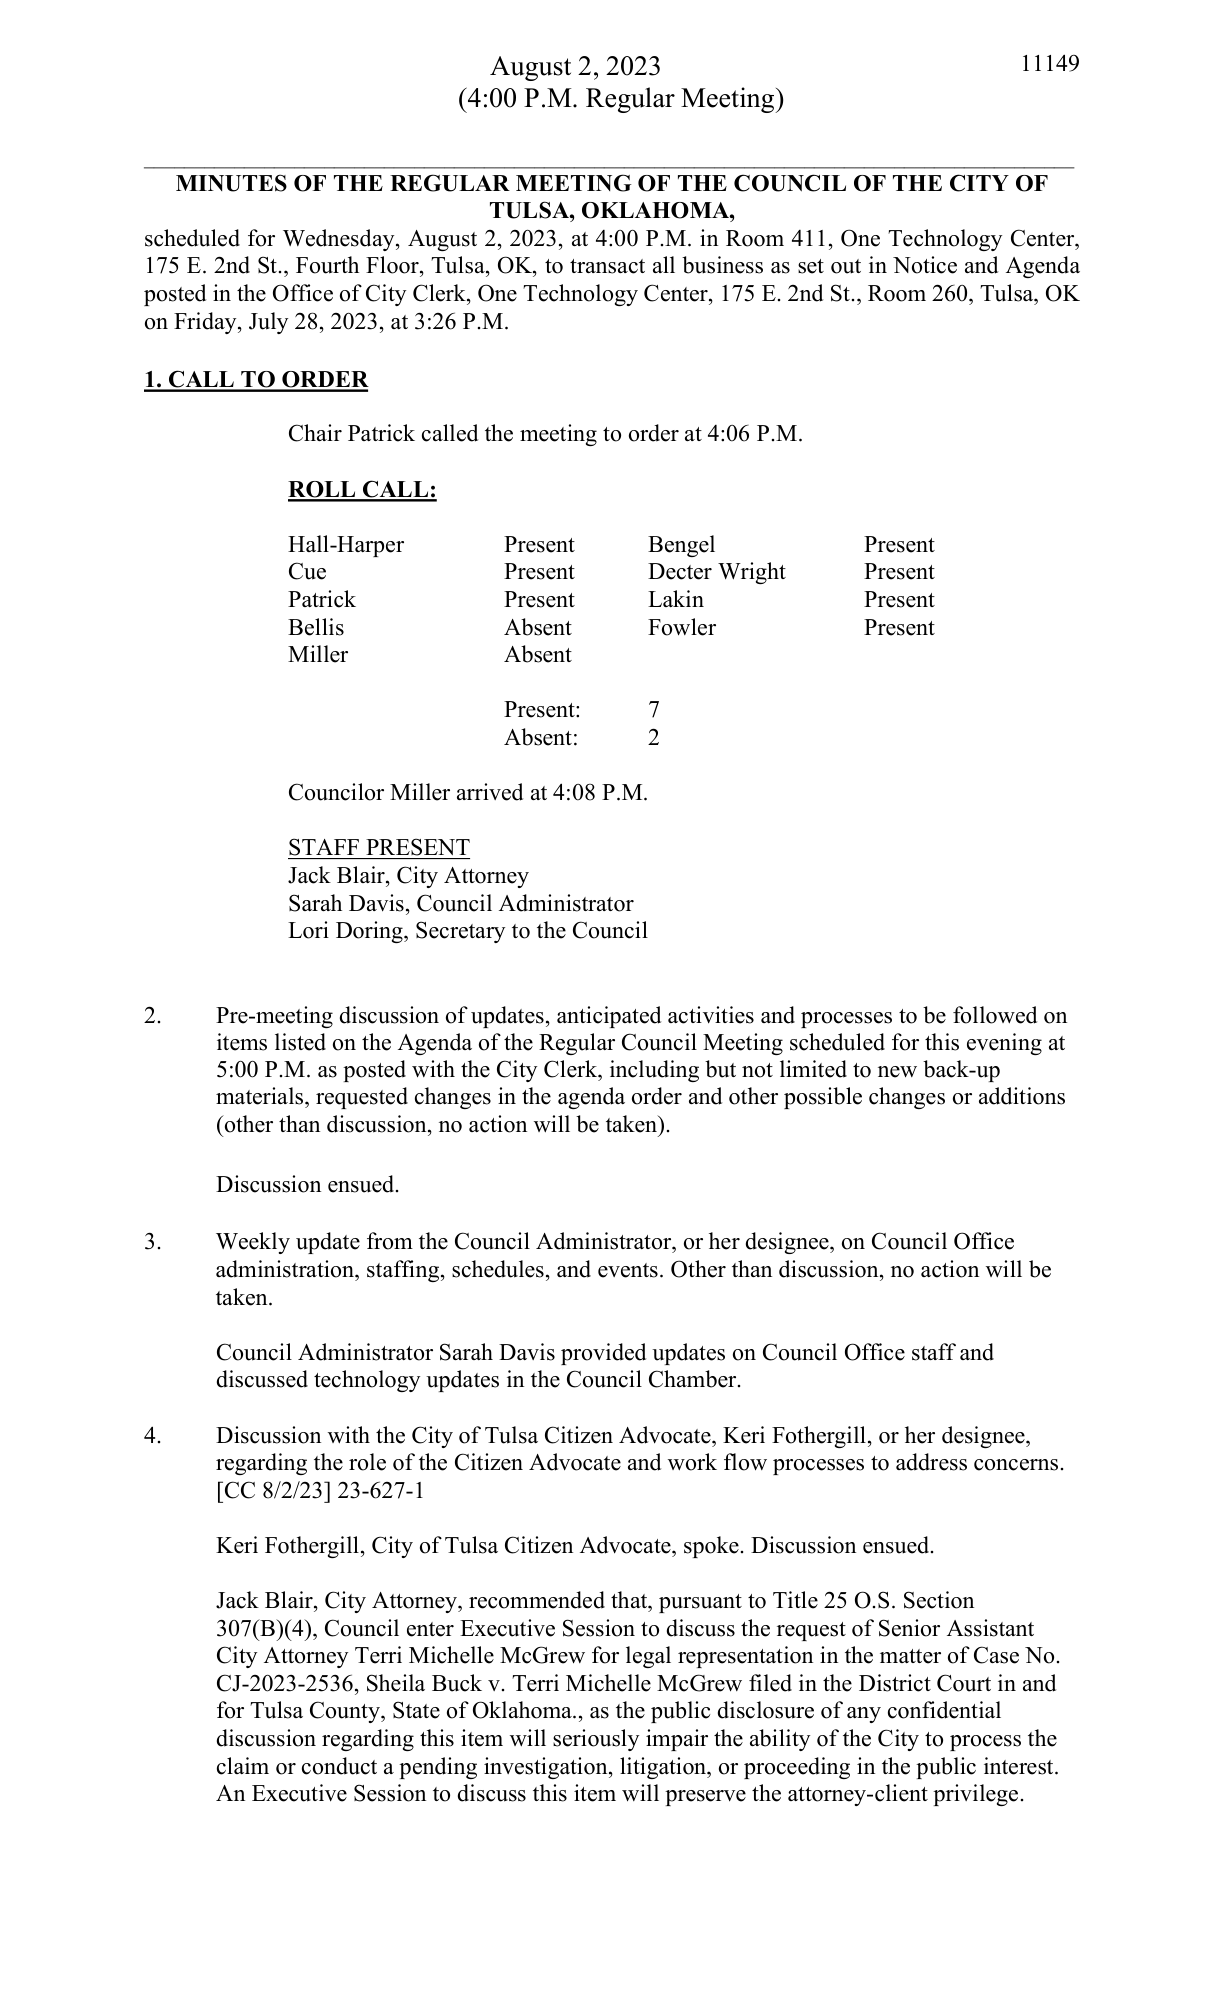 August 2, 2023 11149
(4:00 P.M. Regular Meeting)
MINUTES OF THE REGULAR MEETING OF THE COUNCIL OF THE CITY OF
TULSA, OKLAHOMA,
scheduled for Wednesday, August 2, 2023, at 4:00 P.M. in Room 411, One Technology Center,
175 E. 2nd St., Fourth Floor, Tulsa, OK, to transact all business as set out in Notice and Agenda
posted in the Office of City Clerk, One Technology Center, 175 E. 2nd St., Room 260, Tulsa, OK
on Friday, July 28, 2023, at 3:26 P.M.
1. CALL TO ORDER
Chair Patrick called the meeting to order at 4:06 P.M.
ROLL CALL:
Hall-Harper Present Bengel Present
Cue Present Decter Wright Present
Patrick Present Lakin Present
Bellis Absent Fowler Present
Miller Absent
Present: 7
Absent: 2
Councilor Miller arrived at 4:08 P.M.
STAFF PRESENT
Jack Blair, City Attorney
Sarah Davis, Council Administrator
Lori Doring, Secretary to the Council
2. Pre-meeting discussion of updates, anticipated activities and processes to be followed on
items listed on the Agenda of the Regular Council Meeting scheduled for this evening at
5:00 P.M. as posted with the City Clerk, including but not limited to new back-up
materials, requested changes in the agenda order and other possible changes or additions
(other than discussion, no action will be taken).
Discussion ensued.
3. Weekly update from the Council Administrator, or her designee, on Council Office
administration, staffing, schedules, and events. Other than discussion, no action will be
taken.
Council Administrator Sarah Davis provided updates on Council Office staff and
discussed technology updates in the Council Chamber.
4. Discussion with the City of Tulsa Citizen Advocate, Keri Fothergill, or her designee,
regarding the role of the Citizen Advocate and work flow processes to address concerns.
[CC 8/2/23] 23-627-1
Keri Fothergill, City of Tulsa Citizen Advocate, spoke. Discussion ensued.
Jack Blair, City Attorney, recommended that, pursuant to Title 25 O.S. Section
307(B)(4), Council enter Executive Session to discuss the request of Senior Assistant
City Attorney Terri Michelle McGrew for legal representation in the matter of Case No.
CJ-2023-2536, Sheila Buck v. Terri Michelle McGrew filed in the District Court in and
for Tulsa County, State of Oklahoma., as the public disclosure of any confidential
discussion regarding this item will seriously impair the ability of the City to process the
claim or conduct a pending investigation, litigation, or proceeding in the public interest.
An Executive Session to discuss this item will preserve the attorney-client privilege.